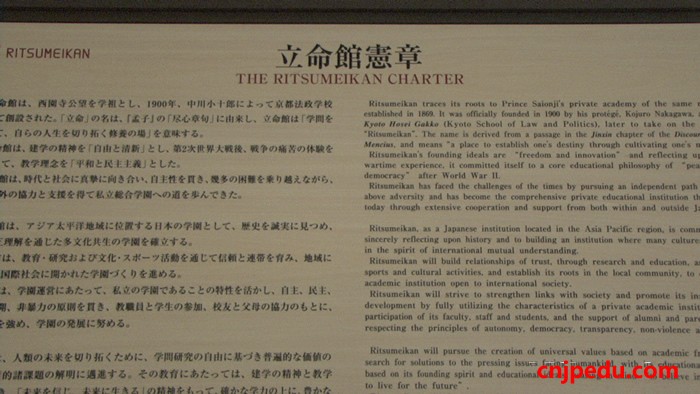 RITSUMEIKAN
立命館憲章
THE RITSUMEIKAN CHARTER
命館は、西園寺公望を学祖とし、1900年、中川小十郎によって京都法政学校
て創設された。「立命」の名は、『孟子』の「尽心章句」に由来し、立命館は「学問を
て、自らの人生を切り拓く修養の場」を意味する。
館は、建学の精神を「自由と清新」とし、第2次世界大戦後、戦争の痛苦の体験を
て、教学理念を「平和と民主主義」とした。
館は、時代と社会に真摯に向き合い、自主性を貫き、幾多の困難を乗り越えながら、
外の協力と支援を得て私立総合学園への道を歩んできた。
館は、アジア太平洋地域に位置する日本の学園として、歴史を誠実に見つめ、
理解を通じた多文化共生の学園を確立する。
は、教育・研究および文化・スポーツ活動を通じて信頼と連帯を育み、地域に
国際社会に開かれた学園づくりを進める。
は、学園運営にあたって、私立の学園であることの特性を活かし、自主、民主、
、非暴力の原則を貫き、教職員と学生の参加、校友と父母の協力のもとに、
を強め、学園の発展に努める。
、人類の未来を切り拓くために、学問研究の自由に基づき普遍的な価値の
的諸課題の解明に邁進する。その教育にあたっては、建学の精神と教学
き、「未来を信じ、未来に生きる」の精神をもって、確かな学力の上に、豊かな
Ritsumeikan traces its roots to Prince Saionji's private academy of the same
established in 1869. It was officially founded in 1900 by his protégé, Kojuro Nakagawa,
Kyoto Hosei Gakko (Kyoto School of Law and Politics), later to take on the
"Ritsumeikan". The name is derived from a passage in the Jinxin chapter of the
Mencius, and means "a place to establish one's destiny through cultivating one's
Ritsumeikan's founding ideals are "freedom and innovation" and reflecting
wartime experience, it committed itself to a core educational philosophy of
democracy" after World War II.
Ritsumeikan has faced the challenges of the times by pursuing an independent path
above adversity and has become the comprehensive private educational institution
today through extensive cooperation and support from both within and outside
Ritsumeikan, as a Japanese institution located in the Asia Pacific region, is
sincerely reflecting upon history and to building an institution where many
in the spirit of international mutual understanding.
Ritsumeikan will build relationships of trust, through research and education,
sports and cultural activities, and establish its roots in the local community, to
academic institution open to international society.
Ritsumeikan will strive to strengthen links with society and promote its
development by fully utilizing the characteristics of a private academic
participation of its faculty, staff and students, and the support of alumni and
respecting the principles of autonomy, democracy, transparency, non-violence
Ritsumeikan will pursue the creation of universal values based on academic
search for solutions to the pressing issues
based on its founding spirit and educational
to live for the future".
cnjpedu.com